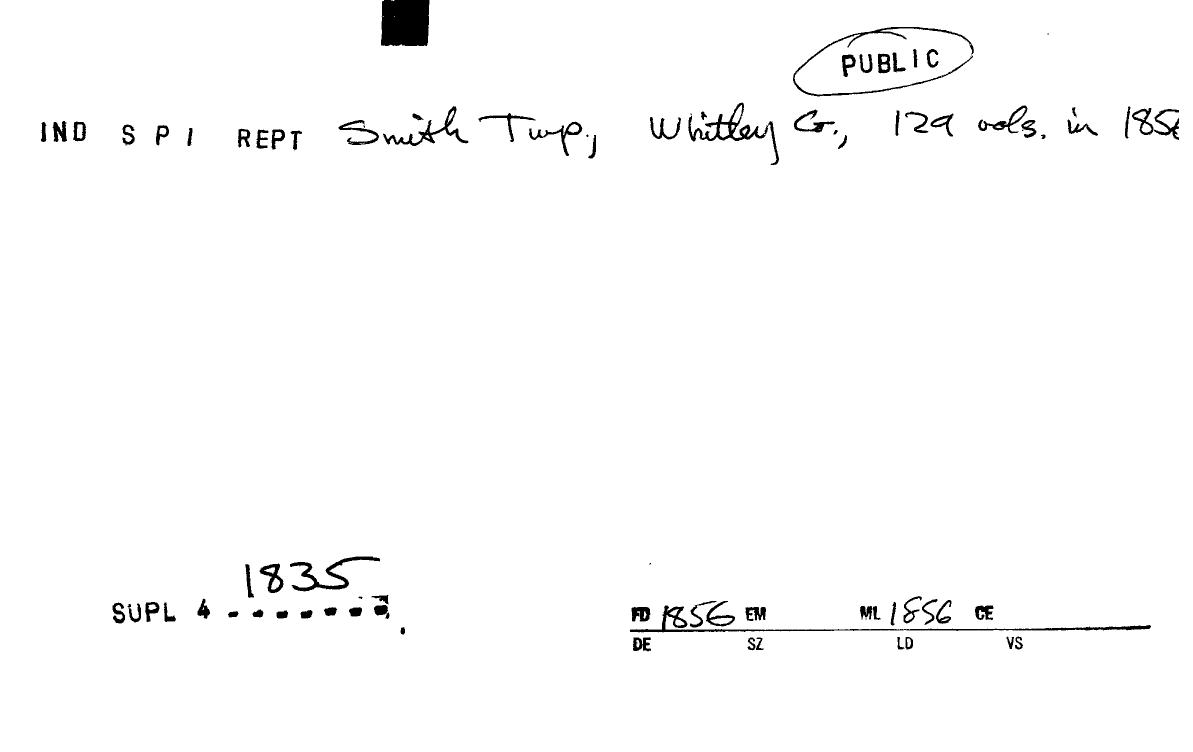 PUBLIC
IND S P I REPT Smith Twp., Whitley Co., 129 vols. in 1856
1835
SUPL 4
FD 1856 EM ML 1856 CE
DE SZ LD VS